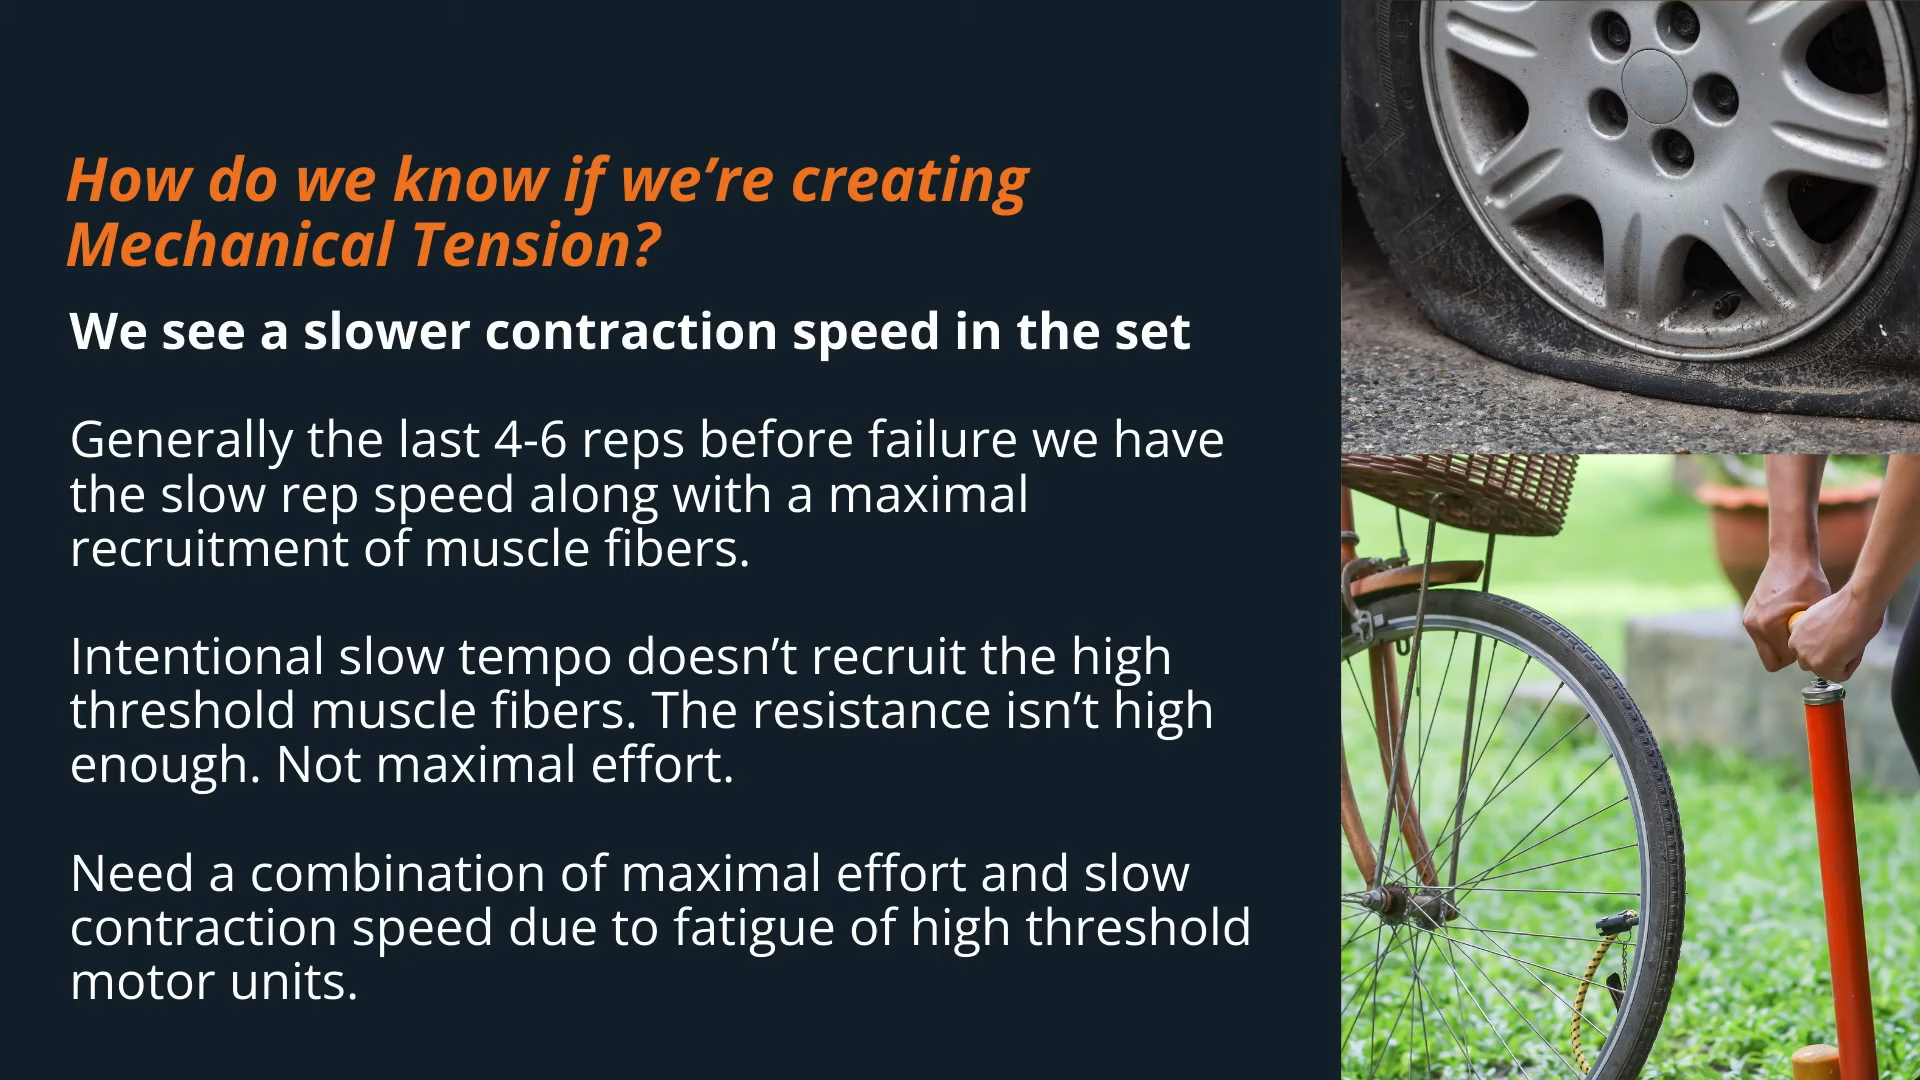 How do we know if we’re creating
Mechanical Tension?
We see a slower contraction speed in the set
Generally the last 4-6 reps before failure we have
the slow rep speed along with a maximal
recruitment of muscle fibers.
Intentional slow tempo doesn’t recruit the high
threshold muscle fibers. The resistance isn’t high
enough. Not maximal effort.
Need a combination of maximal effort and slow
contraction speed due to fatigue of high threshold
motor units.